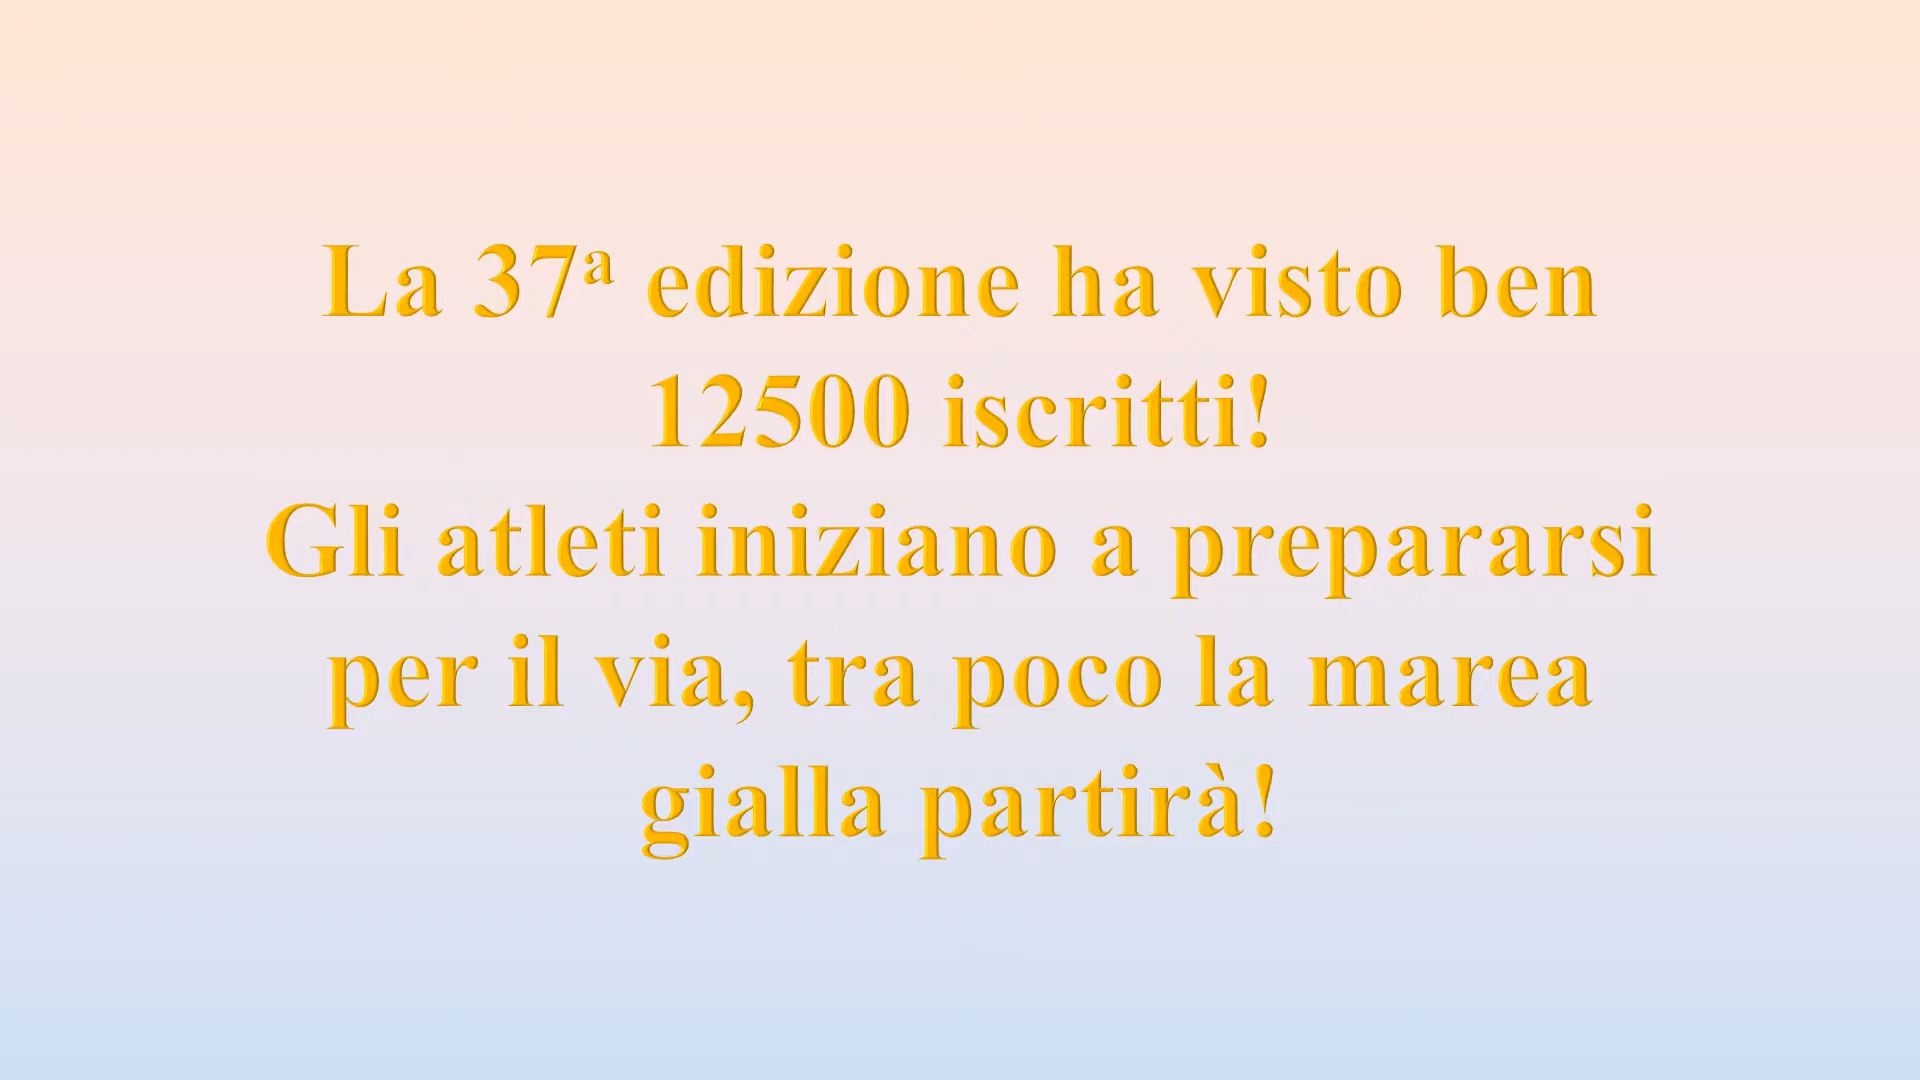 La 37ª edizione ha visto ben
12500 iscritti!
Gli atleti iniziano a prepararsi
per il via, tra poco la marea
gialla partirà!